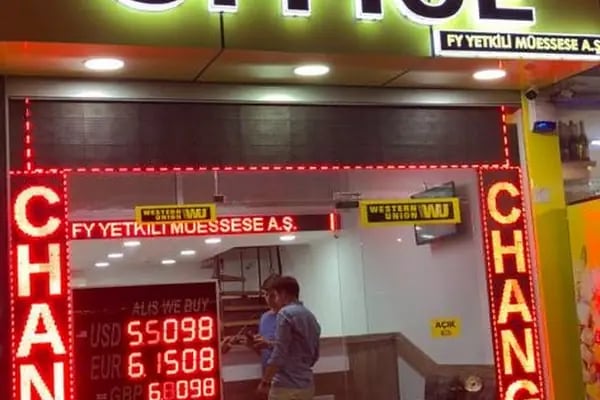 OFFICE
FY YETKİLİ MÜESSESE A.Ş.
WESTERN UNION WU
FY YETKİLİ MÜESSESE A.Ş.
WESTERN UNION WU
CHAN
CHANG
ALIŞ WE BUY
USD 5.5098
EUR 6.1508
GBP 6.8098
AÇIK